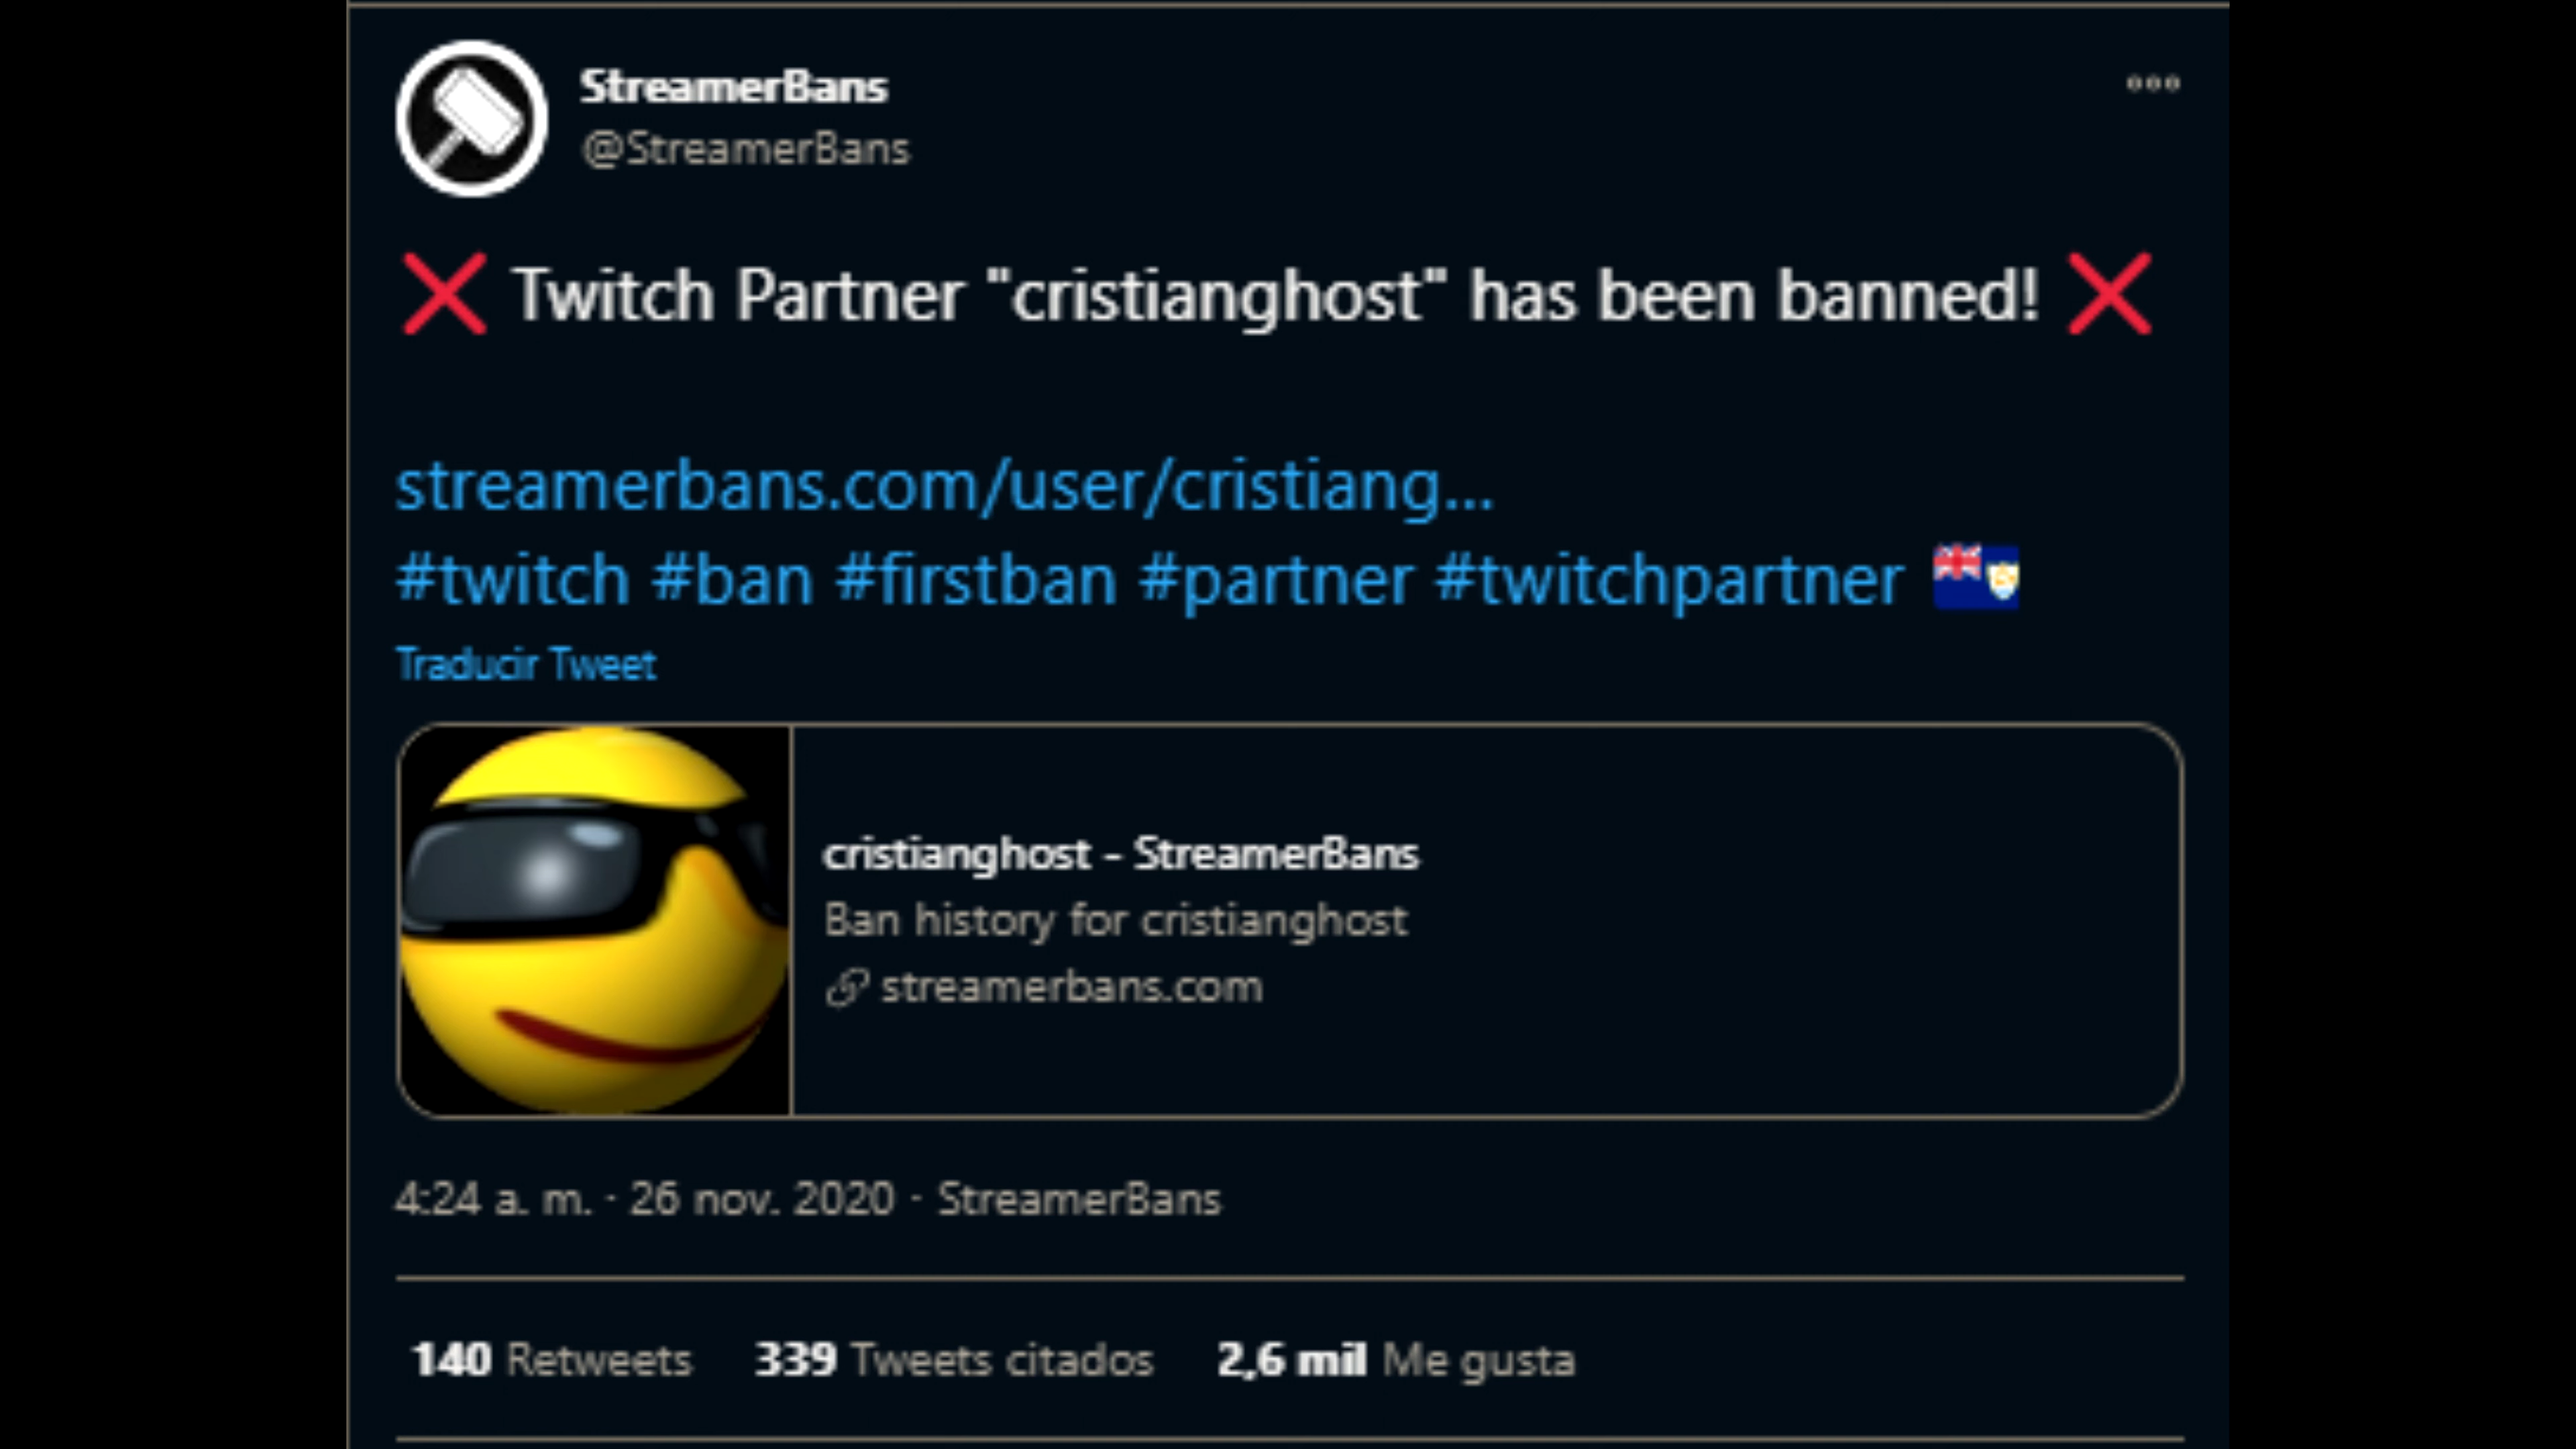 StreamerBans
@StreamerBans
❌ Twitch Partner "cristianghost" has been banned! ❌
streamerbans.com/user/cristiang...
#twitch #ban #firstban #partner #twitchpartner 🇦🇮
Traducir Tweet
cristianghost – StreamerBans
Ban history for cristianghost
streamerbans.com
4:24 a. m. · 26 nov. 2020 · StreamerBans
140 Retweets 339 Tweets citados 2,6 mil Me gusta